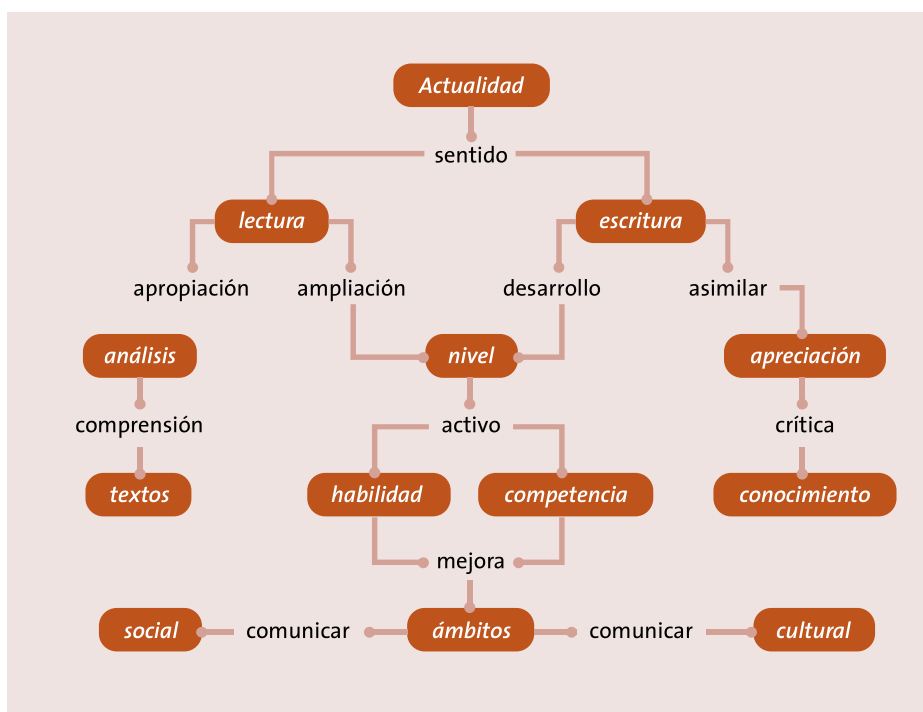 Actualidad
sentido
lectura escritura
apropiación ampliación desarrollo asimilar
análisis nivel apreciación
comprensión activo crítica
textos habilidad competencia conocimiento
mejora
social comunicar ámbitos comunicar cultural